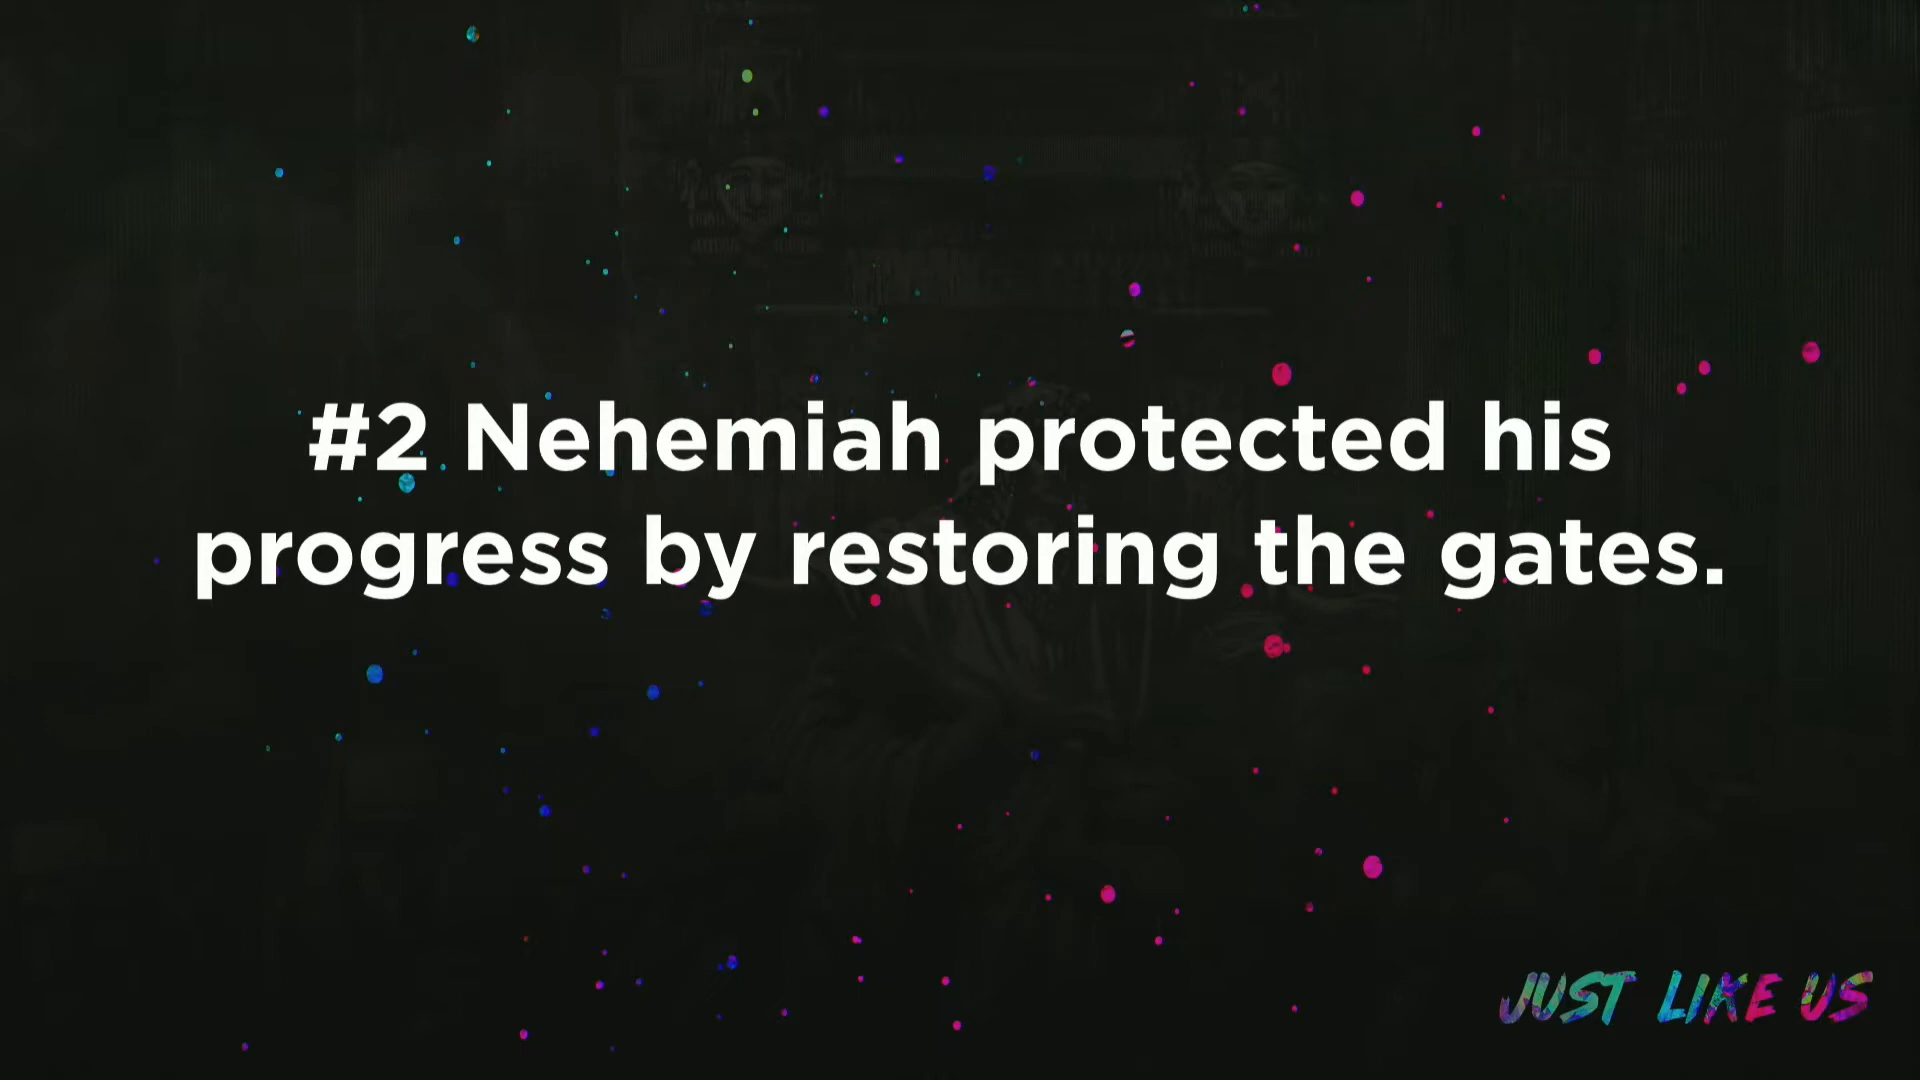 #2 Nehemiah protected his
progress by restoring the gates.
JUST LIKE US